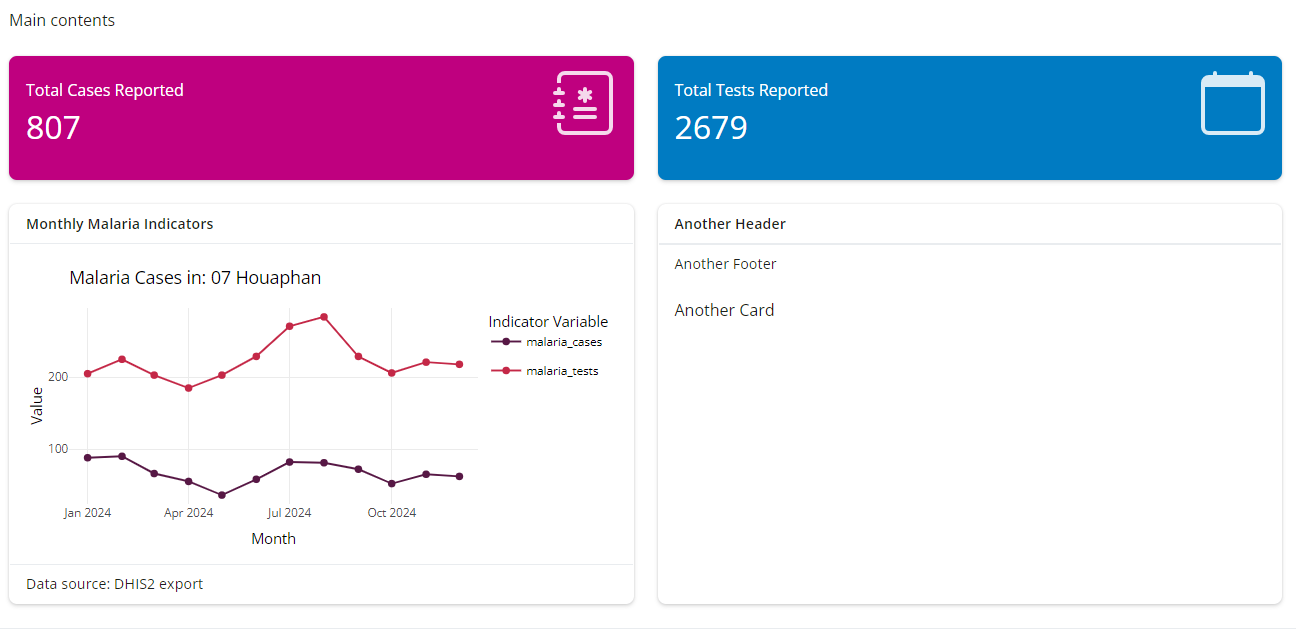 Main contents
Total Cases Reported
807
Total Tests Reported
2679
Monthly Malaria Indicators
Malaria Cases in: 07 Houaphan
Indicator Variable
malaria_cases
malaria_tests
200
100
Value
Jan 2024
Apr 2024
Jul 2024
Oct 2024
Month
Data source: DHIS2 export
Another Header
Another Footer
Another Card